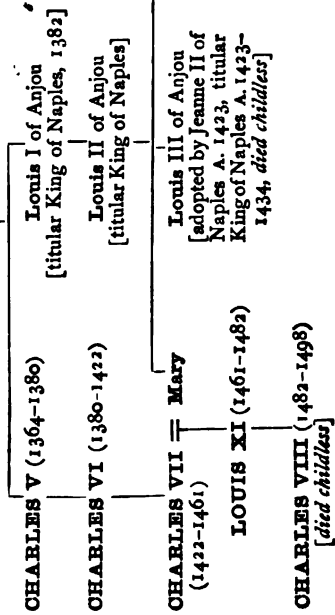 CHARLES V (1364–1380)
Louis I of Anjou
[titular King of Naples, 1382]
CHARLES VI (1380–1422)
Louis II of Anjou
[titular King of Naples]
CHARLES VII = Mary
(1422–1461)
Louis III of Anjou
[adopted by Jeanne II of
Naples A. 1423, titular
King of Naples A. 1423–
1434, died childless]
LOUIS XI (1461–1482)
CHARLES VIII (1482–1498)
[died childless]